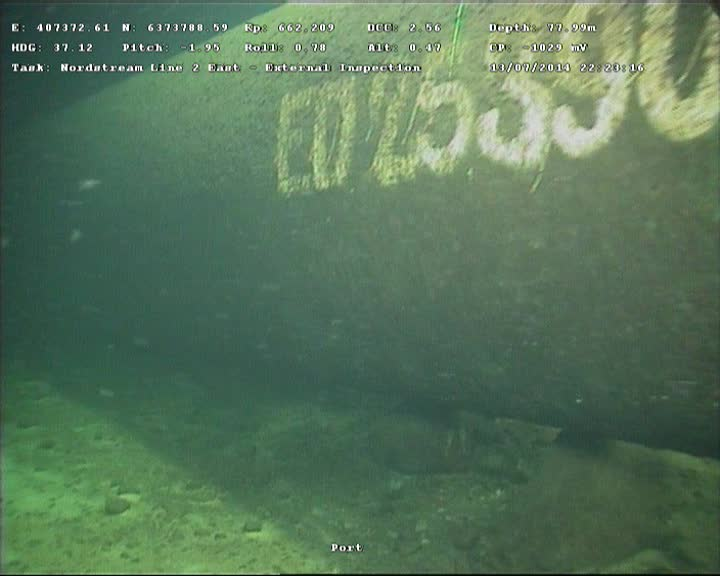 E: 407372.61 N: 6373788.59 Kp: 662.209 DCC: 2.56 Depth: 77.99m
HDG: 37.12 Pitch: -1.95 Roll: 0.78 Alt: 0.47 CP: -1029 mV
Task: Nordstream Line 2 East - External Inspection 13/07/2014 22:23:16
Port